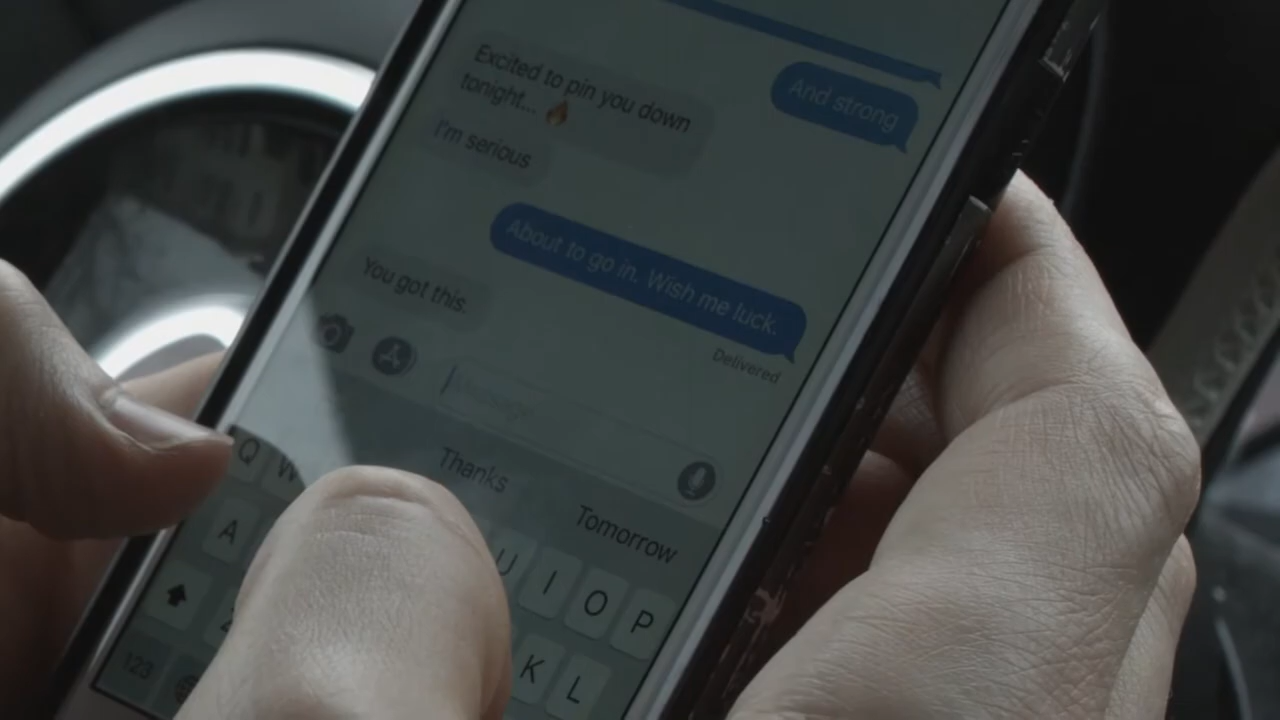 And strong
Excited to pin you down
tonight... 🔥
I'm serious
About to go in. Wish me luck.
Delivered
You got this.
Thanks
Tomorrow
Q W U I O P
A K L
123